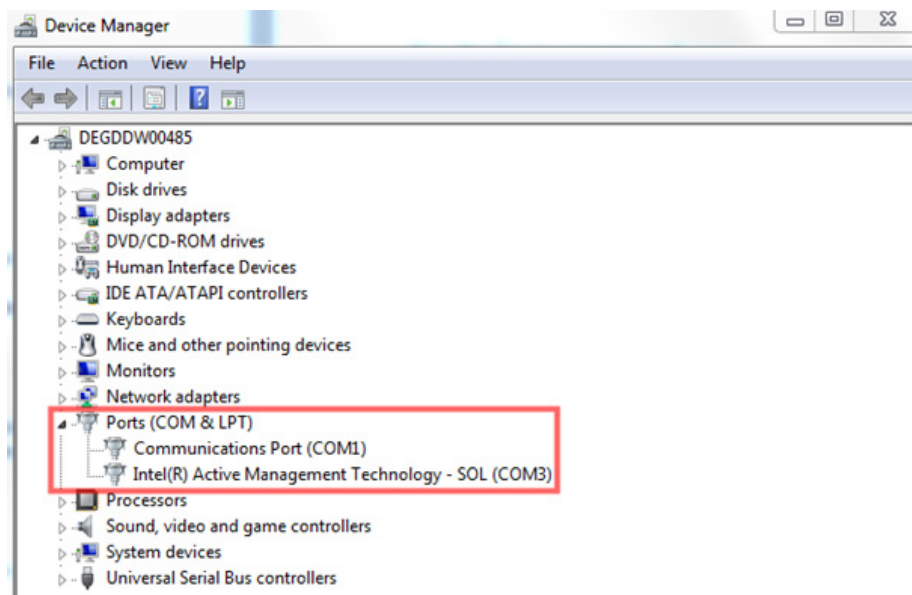 Device Manager
File Action View Help
DEGDDW00485
Computer
Disk drives
Display adapters
DVD/CD-ROM drives
Human Interface Devices
IDE ATA/ATAPI controllers
Keyboards
Mice and other pointing devices
Monitors
Network adapters
Ports (COM & LPT)
Communications Port (COM1)
Intel(R) Active Management Technology - SOL (COM3)
Processors
Sound, video and game controllers
System devices
Universal Serial Bus controllers